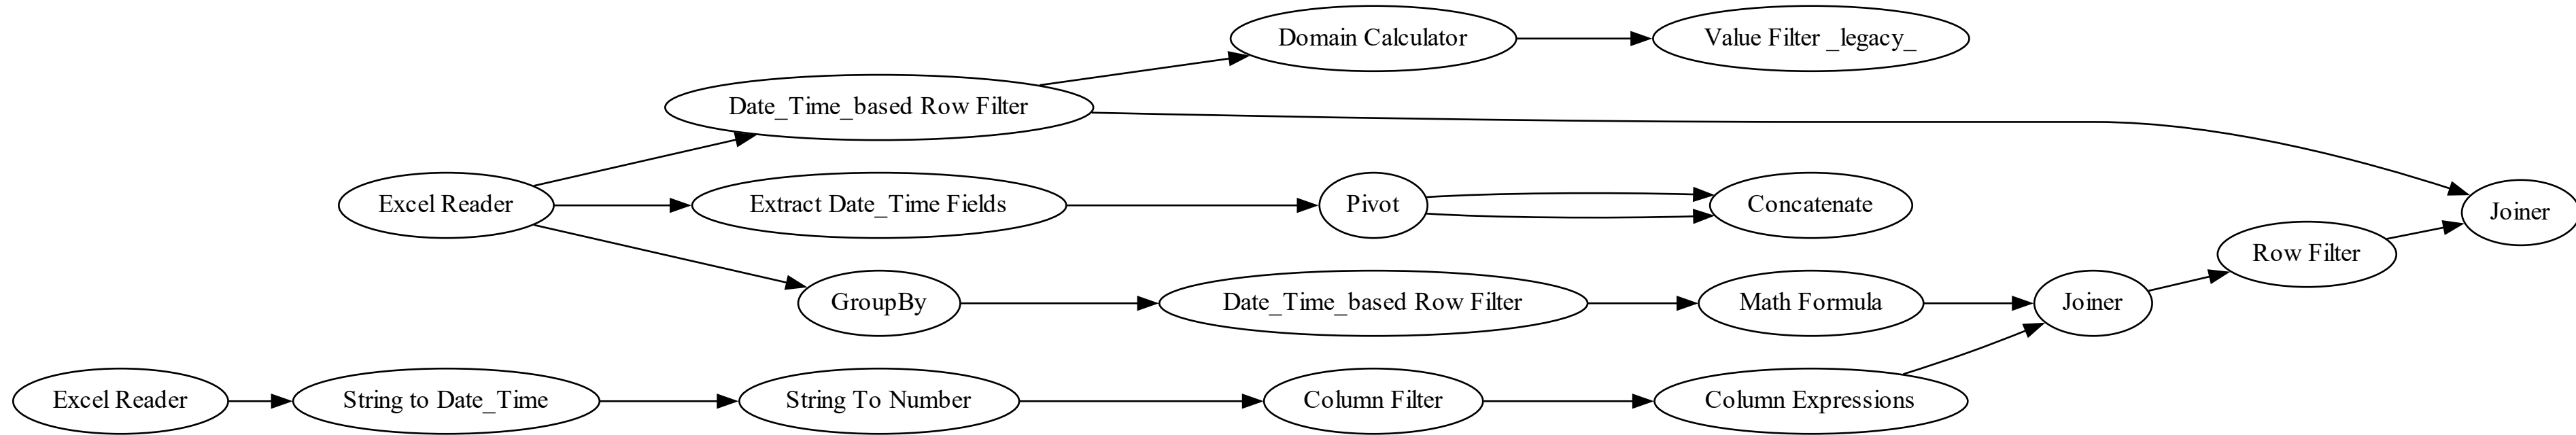 Domain Calculator
Value Filter _legacy_
Date_Time_based Row Filter
Excel Reader
Extract Date_Time Fields
Pivot
Concatenate
Joiner
Row Filter
GroupBy
Date_Time_based Row Filter
Math Formula
Joiner
Excel Reader
String to Date_Time
String To Number
Column Filter
Column Expressions